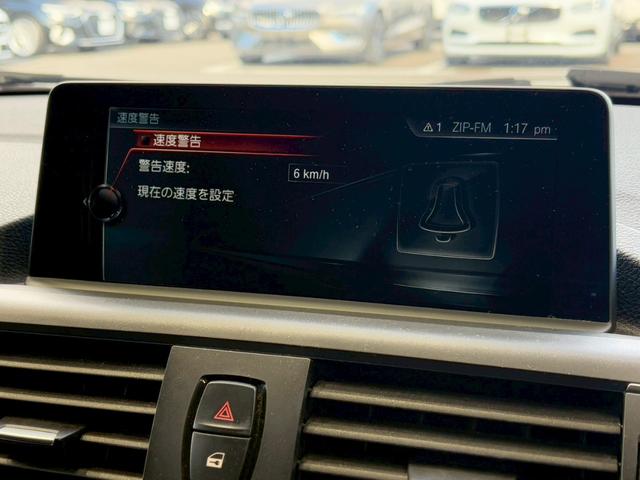 速度警告
⚠1 ZIP-FM 1:17 pm
速度警告
警告速度: 6 km/h
現在の速度を設定